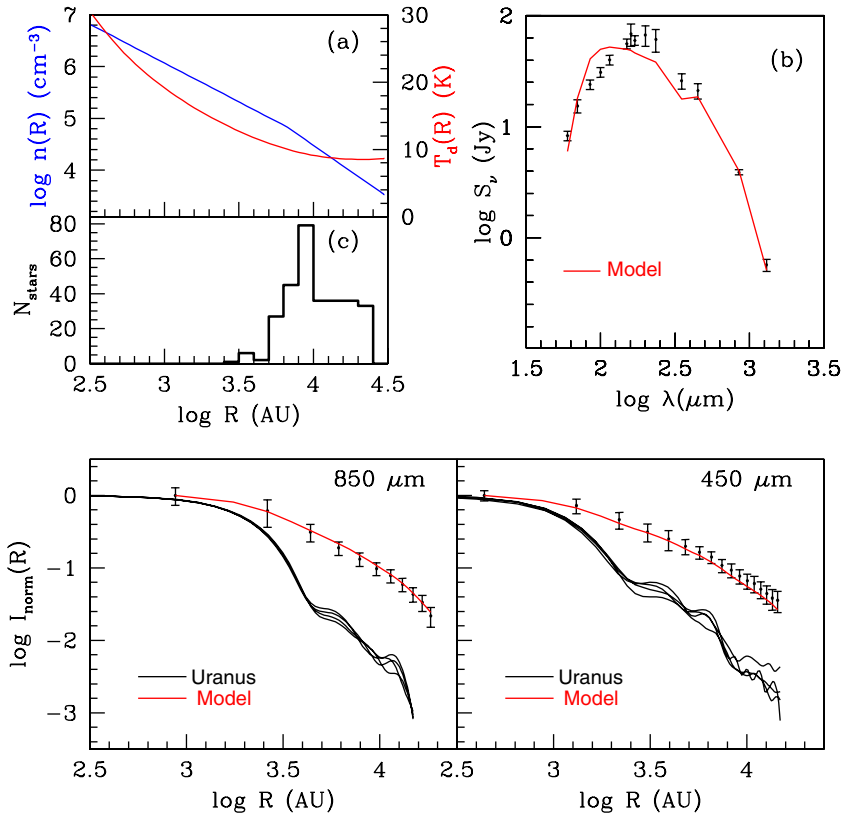 7
6
5
4
log n(R) (cm⁻³)
(a)
30
20
10
0
T_d(R) (K)
80
60
40
20
0
N_stars
(c)
2.5 3 3.5 4 4.5
log R (AU)
2
1
0
log S_ν (Jy)
(b)
Model
1.5 2 2.5 3 3.5
log λ(μm)
850 μm
450 μm
0
−1
−2
−3
log I_norm(R)
Uranus
Model
Uranus
Model
2.5 3 3.5 4 2.5 3 3.5 4
log R (AU)
log R (AU)